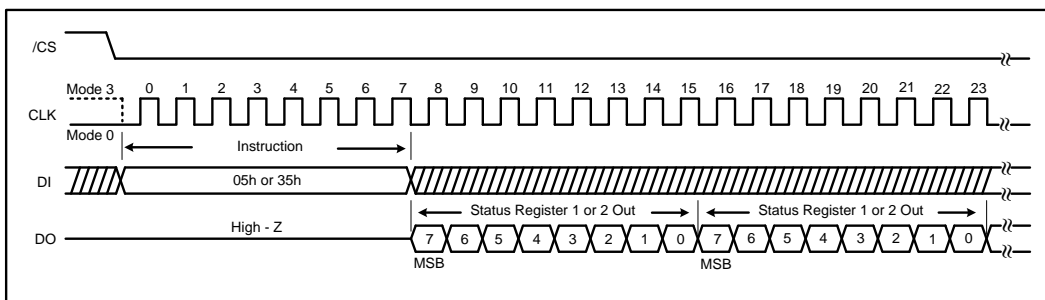 /CS
Mode 3 0 1 2 3 4 5 6 7 8 9 10 11 12 13 14 15 16 17 18 19 20 21 22 23
CLK
Mode 0
Instruction
DI 05h or 35h
Status Register 1 or 2 Out Status Register 1 or 2 Out
High - Z
DO 7 6 5 4 3 2 1 0 7 6 5 4 3 2 1 0
MSB MSB